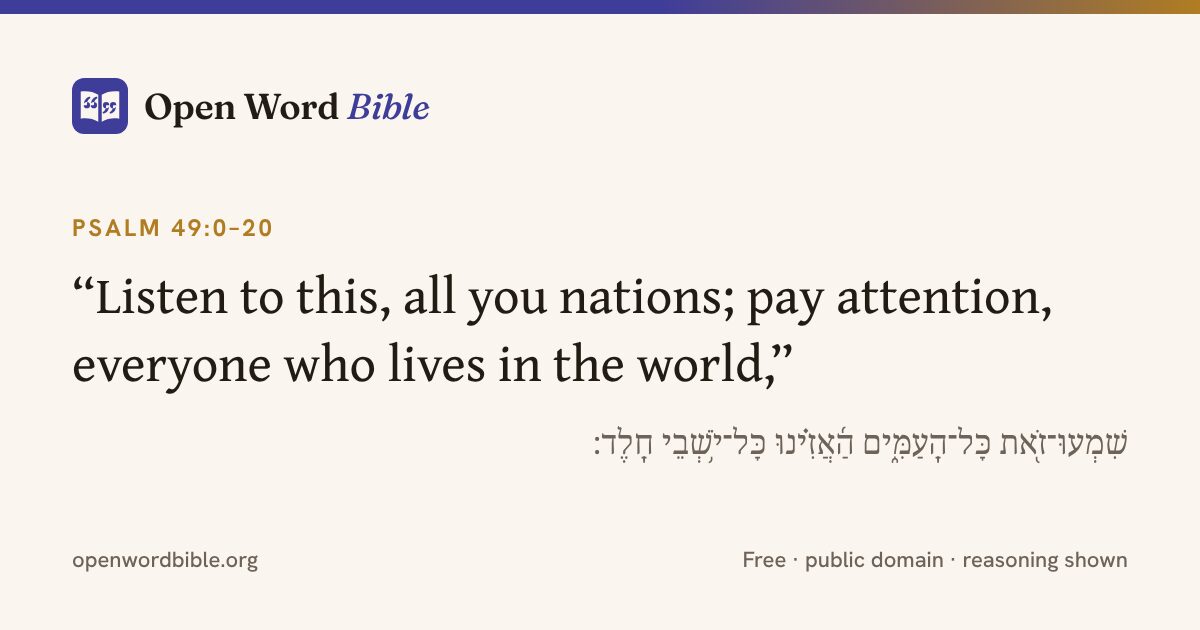 Open Word Bible
PSALM 49:0–20
“Listen to this, all you nations; pay attention,
everyone who lives in the world,”
שִׁמְעוּ־זֹ֭את כָּל־הָֽעַמִּ֑ים הַ֝אֲזִ֗ינוּ כָּל־יֹ֥שְׁבֵי חָֽלֶד׃
openwordbible.org
Free · public domain · reasoning shown